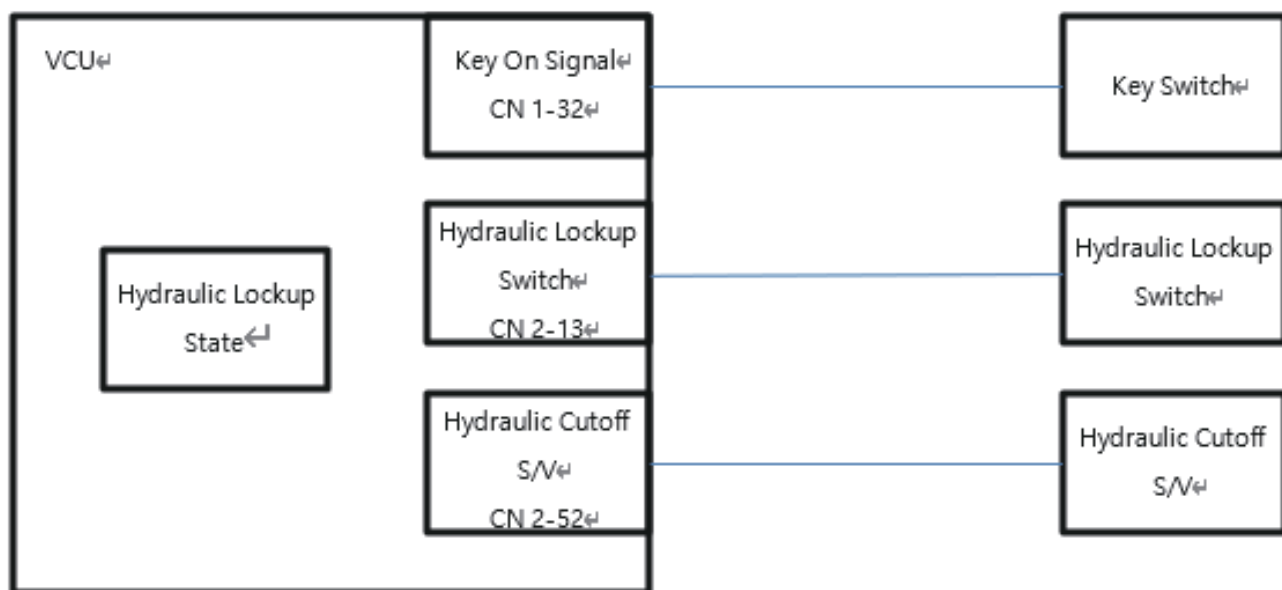 VCU↵
Key On Signal↵
CN 1-32↵
Key Switch↵
Hydraulic Lockup
Switch↵
CN 2-13↵
Hydraulic Lockup
Switch↵
Hydraulic Lockup
State↵
Hydraulic Cutoff
S/V↵
CN 2-52↵
Hydraulic Cutoff
S/V↵